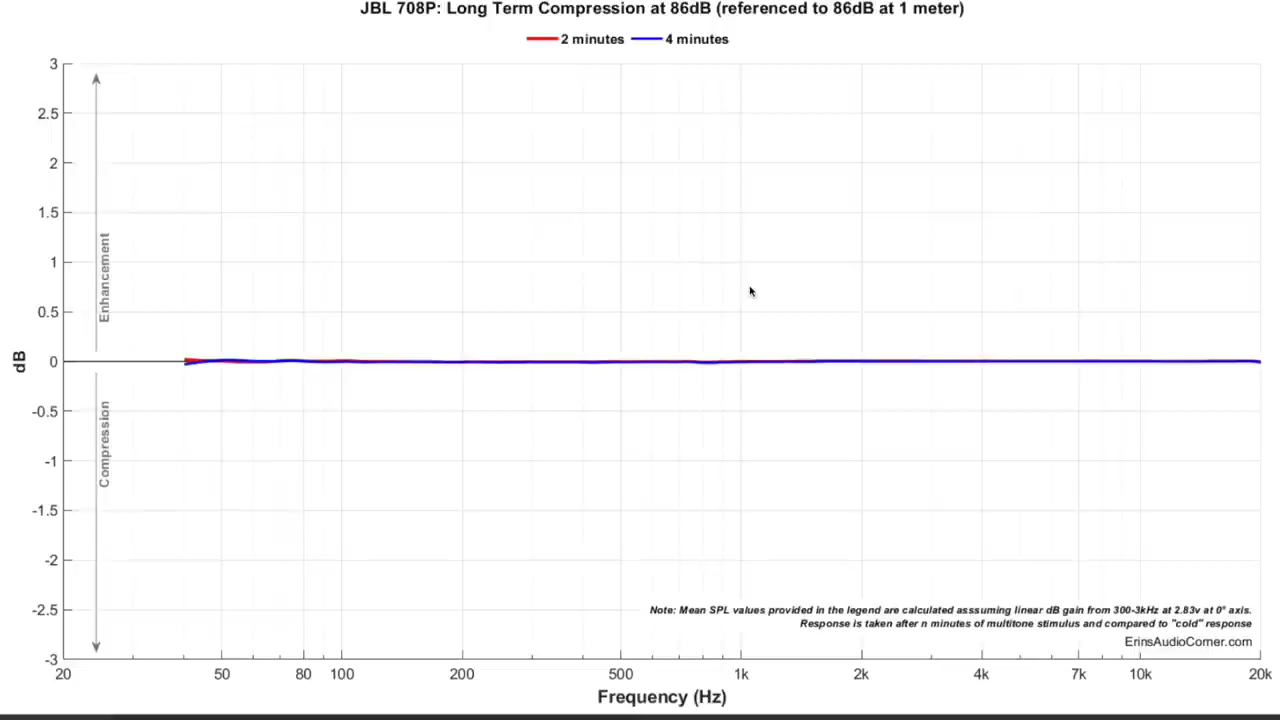 JBL 708P: Long Term Compression at 86dB (referenced to 86dB at 1 meter)
2 minutes 4 minutes
3
2.5
2
1.5
1
0.5
0
-0.5
-1
-1.5
-2
-2.5
-3
dB
Enhancement
Compression
Note: Mean SPL values provided in the legend are calculated asssuming linear dB gain from 300-3kHz at 2.83v at 0° axis.
Response is taken after n minutes of multitone stimulus and compared to "cold" response
ErinsAudioCorner.com
20 50 80 100 200 500 1k 2k 4k 7k 10k 20k
Frequency (Hz)